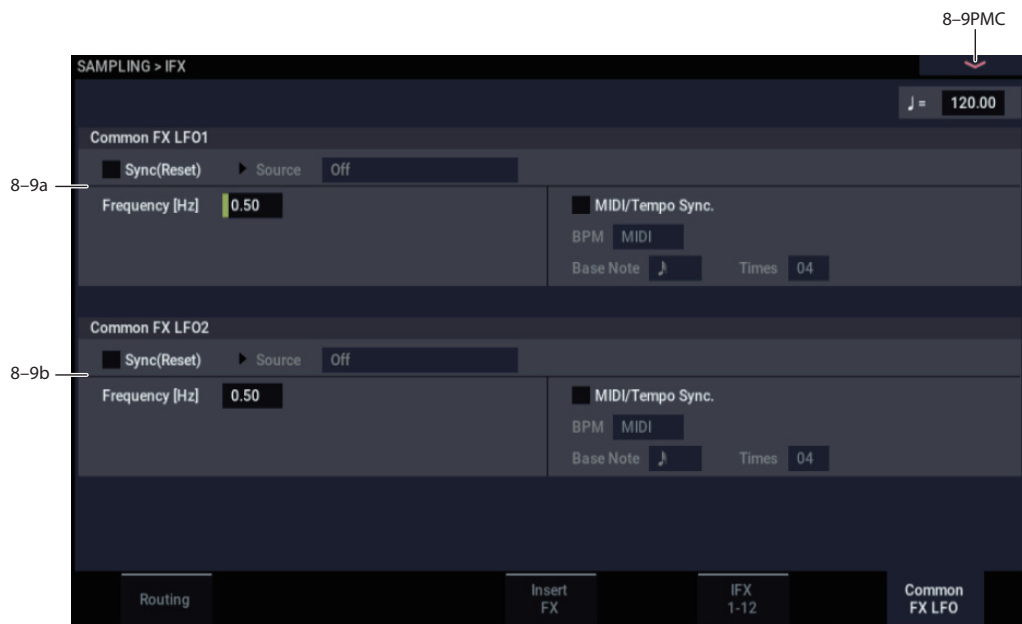 8–9PMC
SAMPLING > IFX
♩ = 120.00
Common FX LFO1
Sync(Reset) Source Off
8–9a
Frequency [Hz] 0.50 MIDI/Tempo Sync.
BPM MIDI
Base Note Times 04
Common FX LFO2
Sync(Reset) Source Off
8–9b
Frequency [Hz] 0.50 MIDI/Tempo Sync.
BPM MIDI
Base Note Times 04
Routing Insert IFX Common
FX 1-12 FX LFO